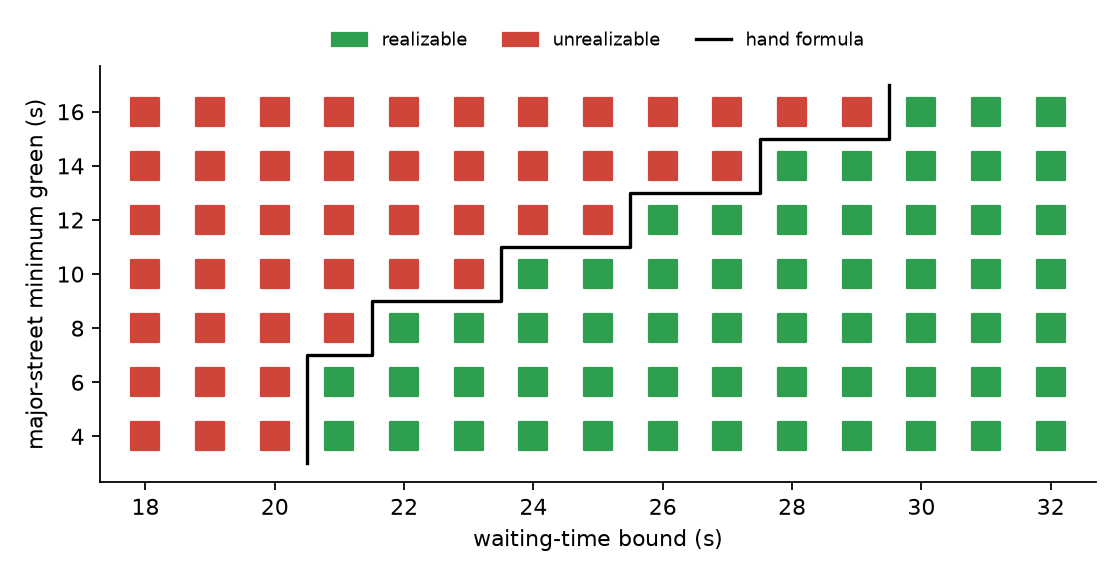 realizable unrealizable hand formula
major-street minimum green (s)
16
14
12
10
8
6
4
18 20 22 24 26 28 30 32
waiting-time bound (s)